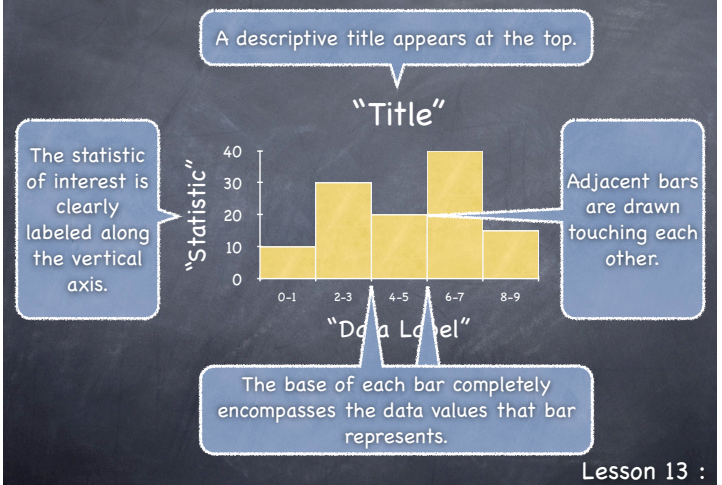 A descriptive title appears at the top.
“Title”
The statistic
of interest is
clearly
labeled along
the vertical
axis.
“Statistic”
40
30
20
10
0
0-1 2-3 4-5 6-7 8-9
“Data Label”
Adjacent bars
are drawn
touching each
other.
The base of each bar completely
encompasses the data values that bar
represents.
Lesson 13 :